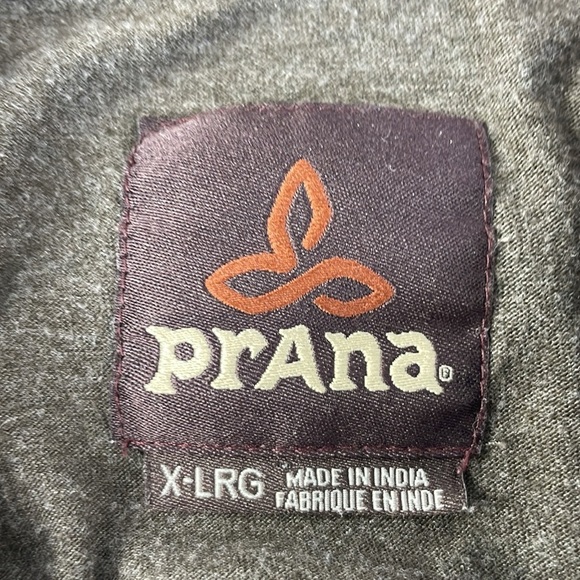 prAna®
X-LRG MADE IN INDIA
FABRIQUE EN INDE